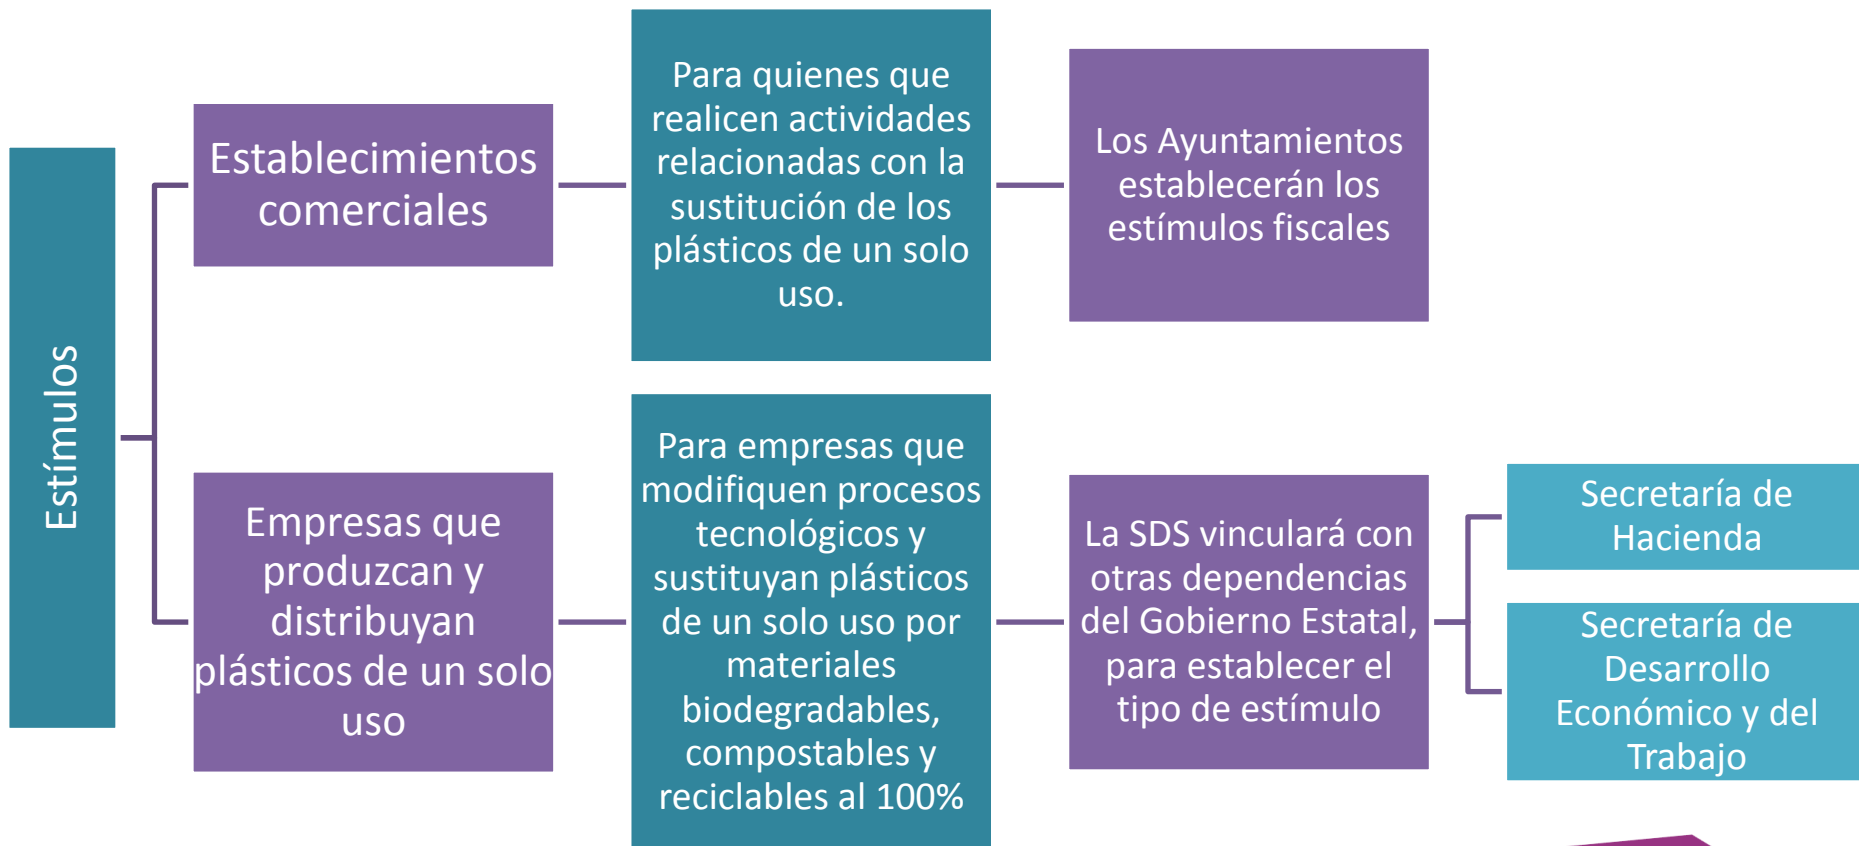 Estímulos
Establecimientos
comerciales
Para quienes que
realicen actividades
relacionadas con la
sustitución de los
plásticos de un solo
uso.
Los Ayuntamientos
establecerán los
estímulos fiscales
Empresas que
produzcan y
distribuyan
plásticos de un solo
uso
Para empresas que
modifiquen procesos
tecnológicos y
sustituyan plásticos
de un solo uso por
materiales
biodegradables,
compostables y
reciclables al 100%
La SDS vinculará con
otras dependencias
del Gobierno Estatal,
para establecer el
tipo de estímulo
Secretaría de
Hacienda
Secretaría de
Desarrollo
Económico y del
Trabajo